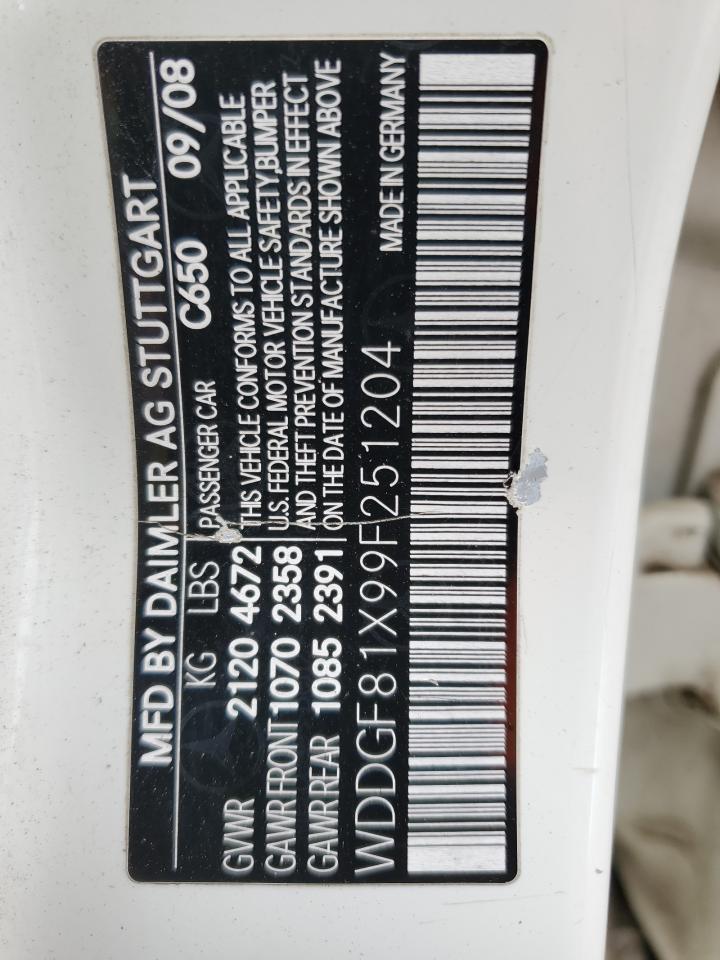 MFD BY DAIMLER AG STUTTGART
C650 09/08
KG LBS PASSENGER CAR
GVWR 2120 4672 THIS VEHICLE CONFORMS TO ALL APPLICABLE
GAWR FRONT 1070 2358 U.S. FEDERAL MOTOR VEHICLE SAFETY,BUMPER
GAWR REAR 1085 2391 AND THEFT PREVENTION STANDARDS IN EFFECT
ON THE DATE OF MANUFACTURE SHOWN ABOVE
WDDGF81X99F251204 MADE IN GERMANY